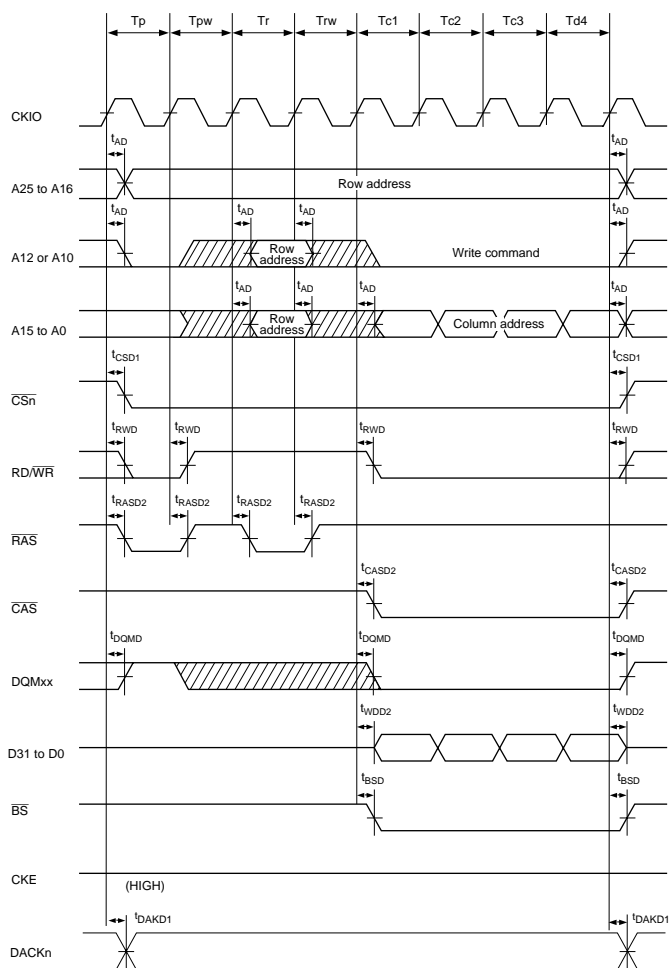 Tp Tpw Tr Trw Tc1 Tc2 Tc3 Td4
CKIO
tAD tAD
A25 to A16 Row address
tAD tAD tAD tAD
A12 or A10 Row address Write command
tAD tAD tAD tAD
A15 to A0 Row address Column address
tCSD1 tCSD1
CSn
tRWD tRWD tRWD tRWD
RD/WR
tRASD2 tRASD2 tRASD2 tRASD2
RAS
tCASD2 tCASD2
CAS
tDQMD tDQMD tDQMD
DQMxx
tWDD2 tWDD2
D31 to D0
tBSD tBSD
BS
CKE
(HIGH)
tDAKD1 tDAKD1
DACKn